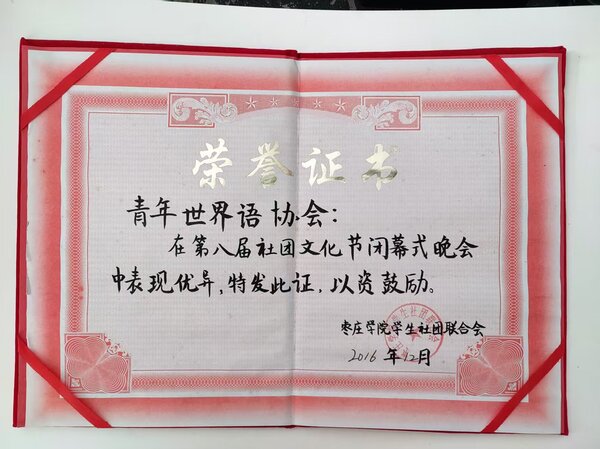 荣誉证书
青年世界语协会：
在第八届社团文化节闭幕式晚会
中表现优异，特发此证，以资鼓励。
枣庄学院学生社团联合会
2016年12月